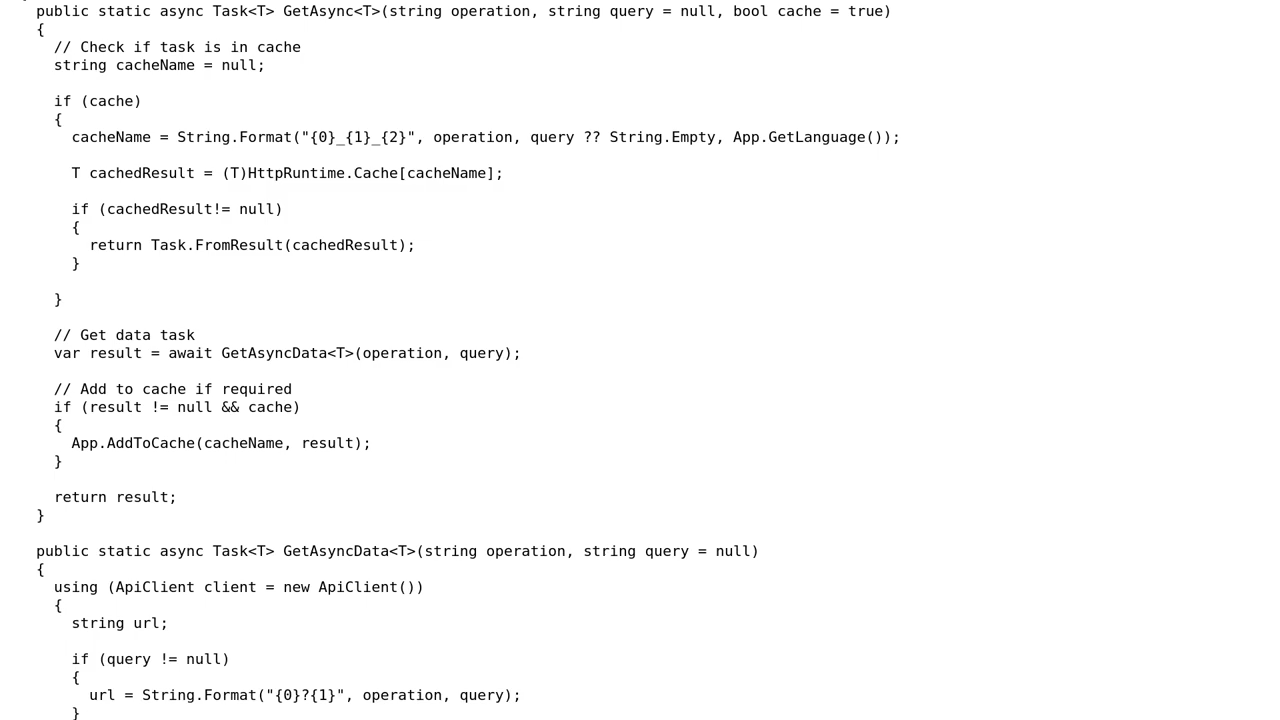 public static async Task<T> GetAsync<T>(string operation, string query = null, bool cache = true)
{
// Check if task is in cache
string cacheName = null;
if (cache)
{
cacheName = String.Format("{0}_{1}_{2}", operation, query ?? String.Empty, App.GetLanguage());
T cachedResult = (T)HttpRuntime.Cache[cacheName];
if (cachedResult!= null)
{
return Task.FromResult(cachedResult);
}
}
// Get data task
var result = await GetAsyncData<T>(operation, query);
// Add to cache if required
if (result != null && cache)
{
App.AddToCache(cacheName, result);
}
return result;
}
public static async Task<T> GetAsyncData<T>(string operation, string query = null)
{
using (ApiClient client = new ApiClient())
{
string url;
if (query != null)
{
url = String.Format("{0}?{1}", operation, query);
}